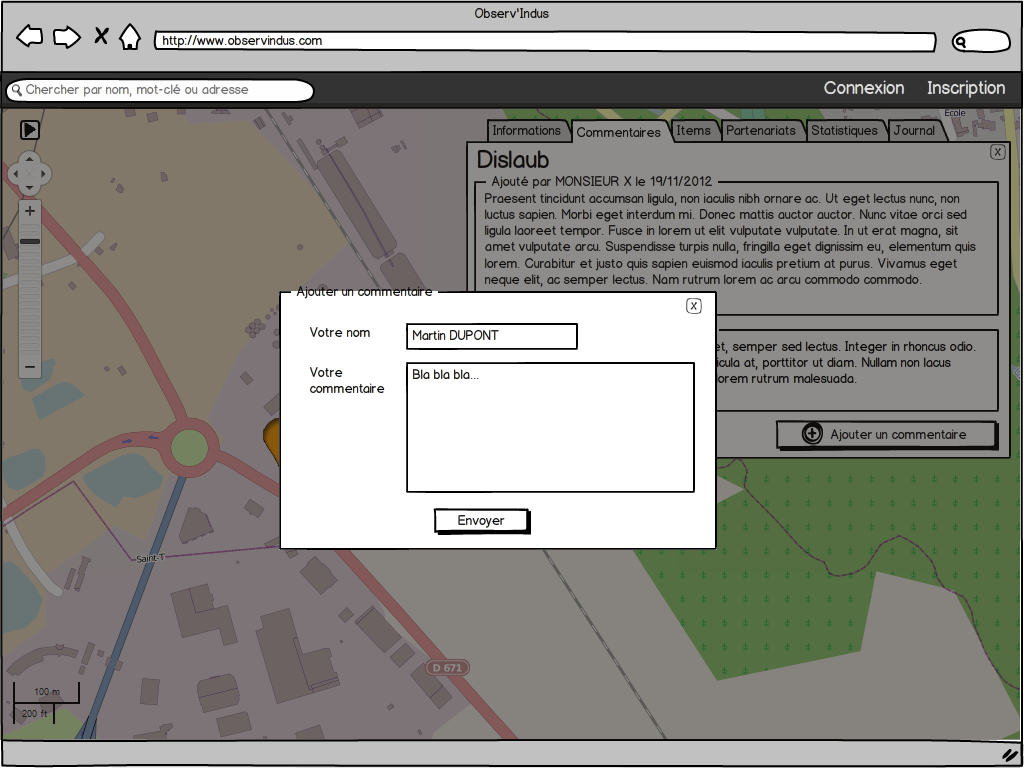 Observ'Indus
http://www.observindus.com
Chercher par nom, mot-clé ou adresse
Connexion
Inscription
Ecole
Informations
Commentaires
Items
Partenariats
Statistiques
Journal
X
Dislaub
Ajouté par MONSIEUR X le 19/11/2012
Praesent tincidunt accumsan ligula, non iaculis nibh ornare ac. Ut eget lectus nunc, non
luctus sapien. Morbi eget interdum mi. Donec mattis auctor auctor. Nunc vitae orci sed
ligula laoreet tempor. Fusce in lorem ut elit vulputate vulputate. In ut erat magna, sit
amet vulputate arcu. Suspendisse turpis nulla, fringilla eget dignissim eu, elementum quis
lorem. Curabitur et justo quis sapien euismod iaculis pretium at purus. Vivamus eget
neque elit, ac semper lectus. Nam rutrum lorem ac arcu commodo commodo.
Ajouter un commentaire
X
Votre nom
Martin DUPONT
Votre
commentaire
Bla bla bla...
Envoyer
et, semper sed lectus. Integer in rhoncus odio.
icula at, porttitor ut diam. Nullam non lacus
orem rutrum malesuada.
Ajouter un commentaire
Saint-T
D 671
100 m
200 ft